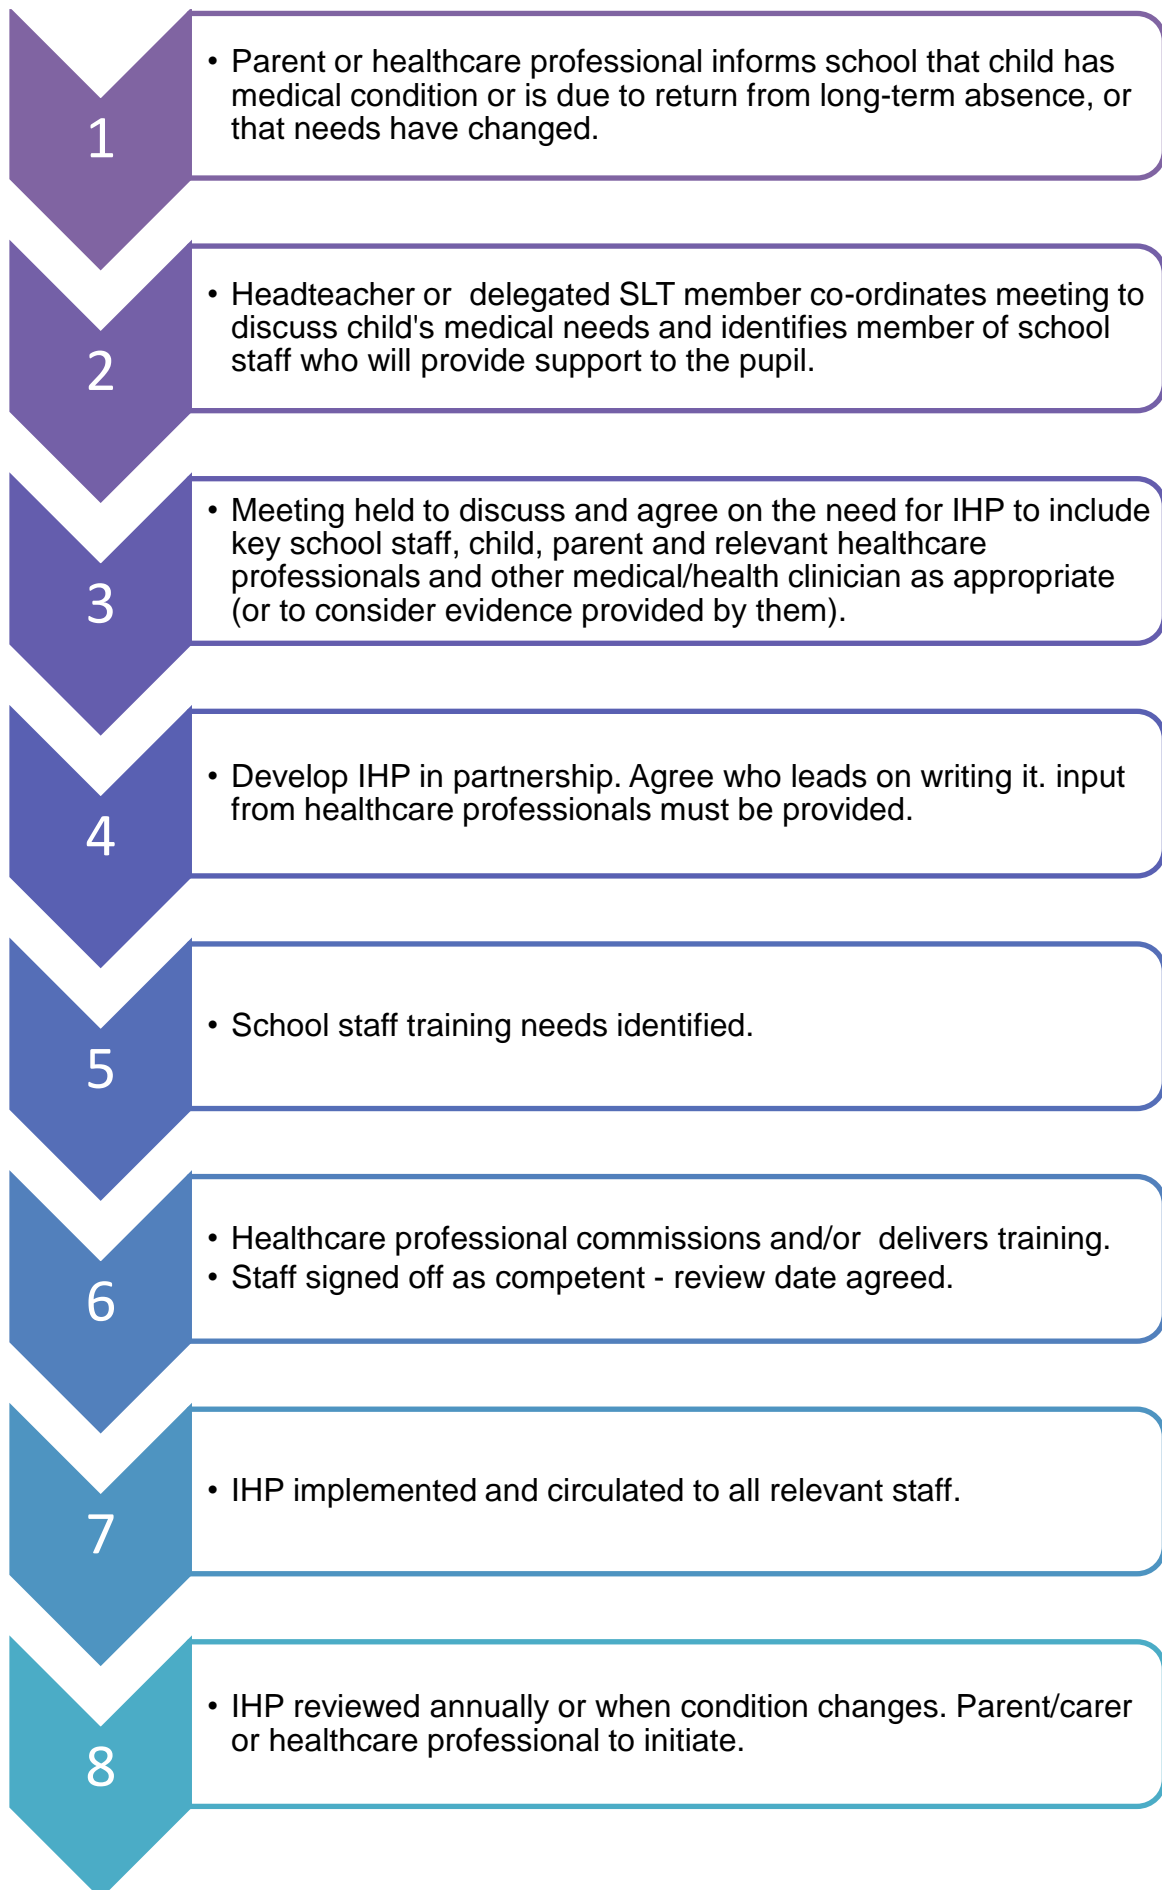 1
• Parent or healthcare professional informs school that child has
medical condition or is due to return from long-term absence, or
that needs have changed.
2
• Headteacher or  delegated SLT member co-ordinates meeting to
discuss child's medical needs and identifies member of school
staff who will provide support to the pupil.
3
• Meeting held to discuss and agree on the need for IHP to include
key school staff, child, parent and relevant healthcare
professionals and other medical/health clinician as appropriate
(or to consider evidence provided by them).
4
• Develop IHP in partnership. Agree who leads on writing it. input
from healthcare professionals must be provided.
5
• School staff training needs identified.
6
• Healthcare professional commissions and/or  delivers training.
• Staff signed off as competent - review date agreed.
7
• IHP implemented and circulated to all relevant staff.
8
• IHP reviewed annually or when condition changes. Parent/carer
or healthcare professional to initiate.